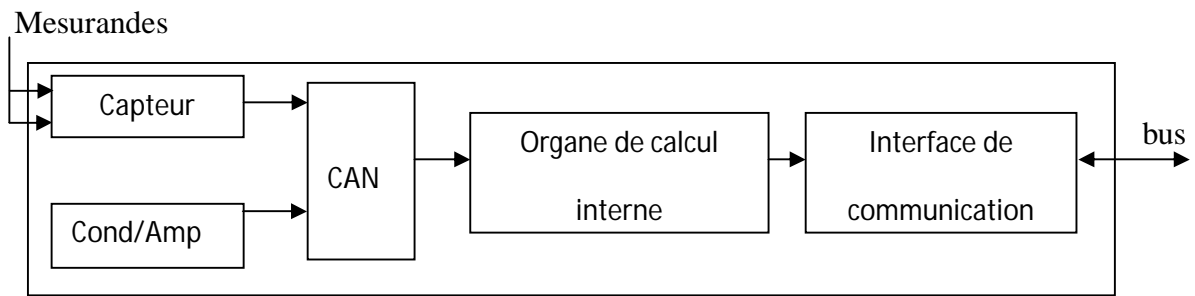 Mesurandes
Capteur
Cond/Amp
CAN
Organe de calcul
interne
Interface de
communication
bus